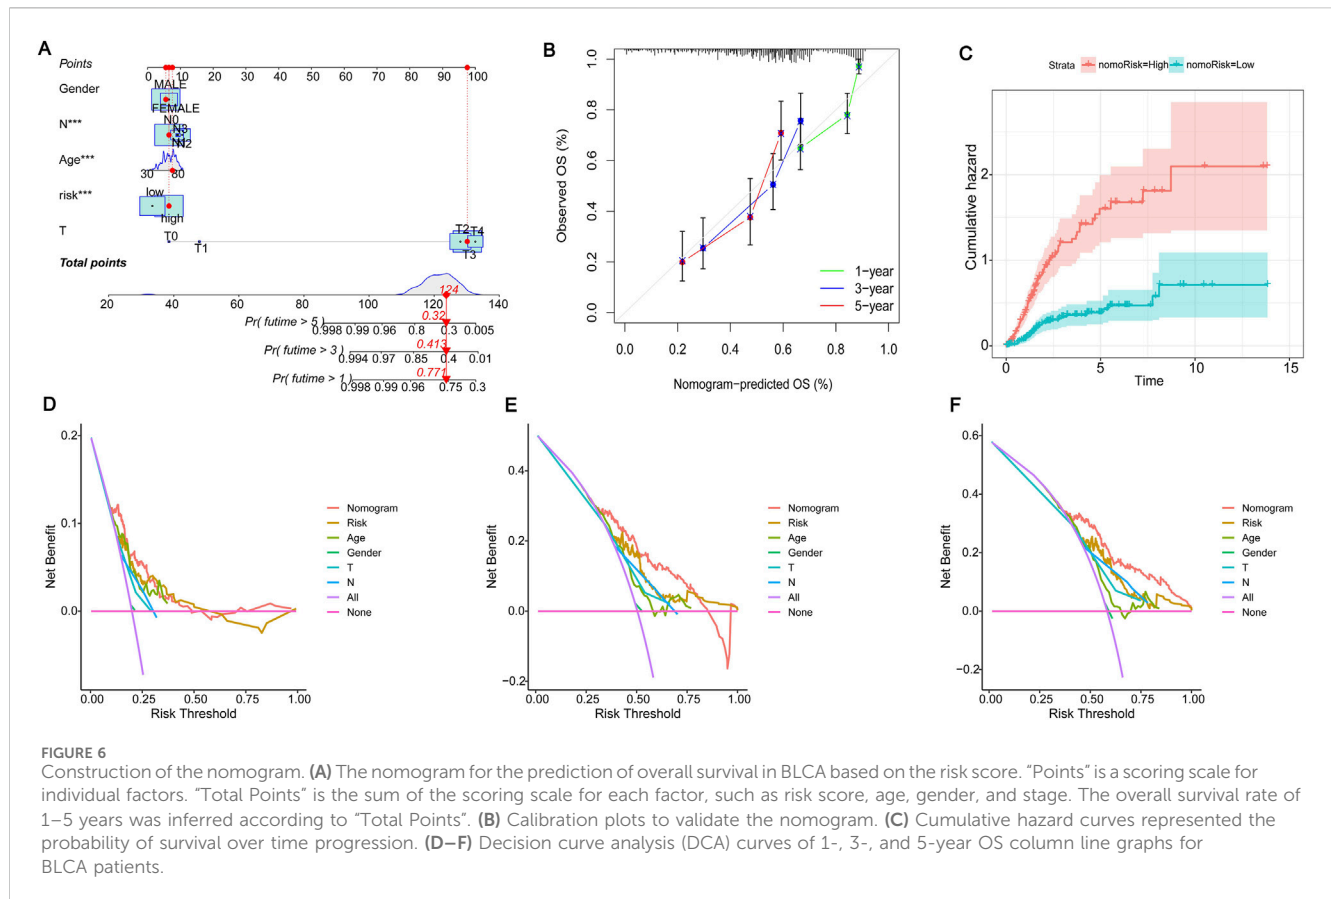 A
Points
0 10 20 30 40 50 60 70 80 90 100
Gender
MALE
FEMALE
N***
N0
N3
N1
N2
Age***
30 80
risk***
low
high
T
T0
T1
T2 T4
T3
Total points
20 40 60 80 100 120 140
124
0.32
Pr( futime > 5 )
0.998 0.99 0.96 0.8 0.3 0.005
0.413
Pr( futime > 3 )
0.994 0.97 0.85 0.4 0.01
0.771
Pr( futime > 1 )
0.998 0.99 0.96 0.75 0.3
B
Observed OS (%)
1.0
0.8
0.6
0.4
0.2
0.0
1-year
3-year
5-year
0.0 0.2 0.4 0.6 0.8 1.0
Nomogram-predicted OS (%)
C
Strata nomoRisk=High nomoRisk=Low
Cumulative hazard
2
1
0
0 5 10 15
Time
D
Net Benefit
0.2
0.1
0.0
0.00 0.25 0.50 0.75 1.00
Risk Threshold
Nomogram
Risk
Age
Gender
T
N
All
None
E
Net Benefit
0.4
0.2
0.0
−0.2
0.00 0.25 0.50 0.75 1.00
Risk Threshold
Nomogram
Risk
Age
Gender
T
N
All
None
F
Net Benefit
0.6
0.4
0.2
0.0
−0.2
0.00 0.25 0.50 0.75 1.00
Risk Threshold
Nomogram
Risk
Age
Gender
T
N
All
None
FIGURE 6
Construction of the nomogram. (A) The nomogram for the prediction of overall survival in BLCA based on the risk score. “Points” is a scoring scale for
individual factors. “Total Points” is the sum of the scoring scale for each factor, such as risk score, age, gender, and stage. The overall survival rate of
1–5 years was inferred according to “Total Points”. (B) Calibration plots to validate the nomogram. (C) Cumulative hazard curves represented the
probability of survival over time progression. (D–F) Decision curve analysis (DCA) curves of 1-, 3-, and 5-year OS column line graphs for
BLCA patients.